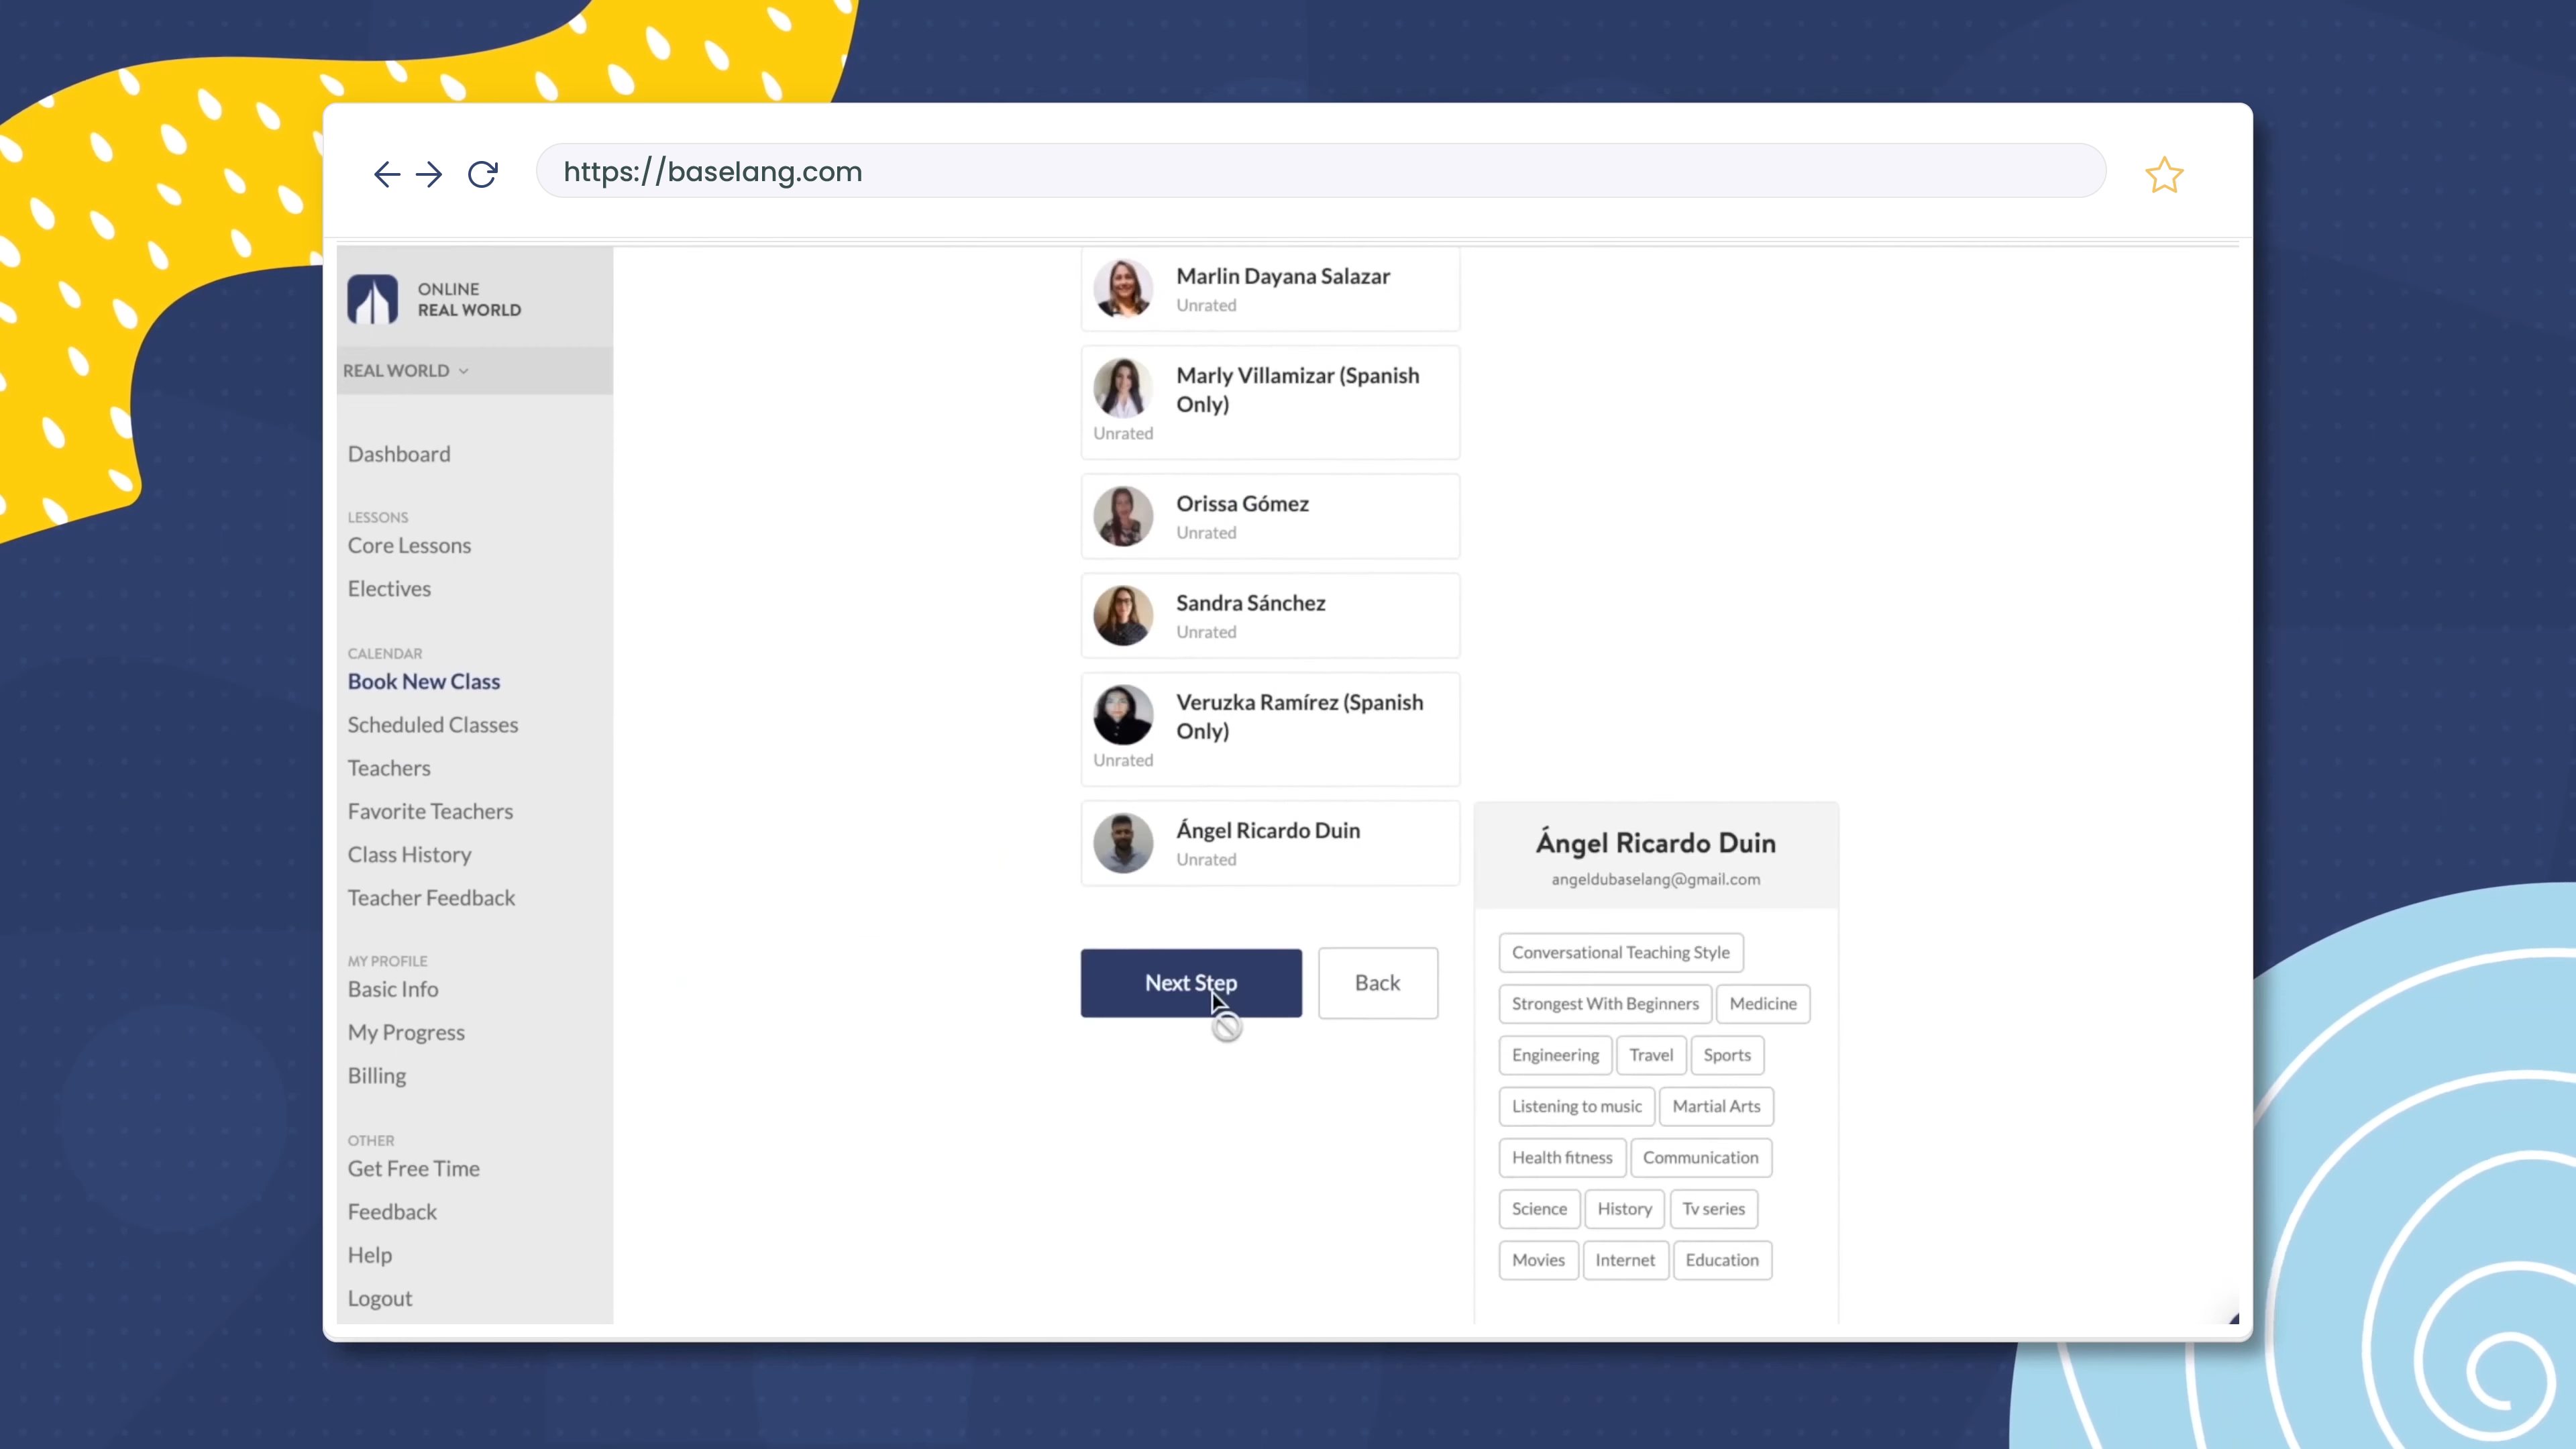 https://baselang.com
ONLINE
REAL WORLD
REAL WORLD
Dashboard
LESSONS
Core Lessons
Electives
CALENDAR
Book New Class
Scheduled Classes
Teachers
Favorite Teachers
Class History
Teacher Feedback
MY PROFILE
Basic Info
My Progress
Billing
OTHER
Get Free Time
Feedback
Help
Logout
Marlin Dayana Salazar
Unrated
Marly Villamizar (Spanish
Only)
Unrated
Orissa Gómez
Unrated
Sandra Sánchez
Unrated
Veruzka Ramírez (Spanish
Only)
Unrated
Ángel Ricardo Duin
Unrated
Next Step
Back
Ángel Ricardo Duin
angeldubaselang@gmail.com
Conversational Teaching Style
Strongest With Beginners Medicine
Engineering Travel Sports
Listening to music Martial Arts
Health fitness Communication
Science History Tv series
Movies Internet Education